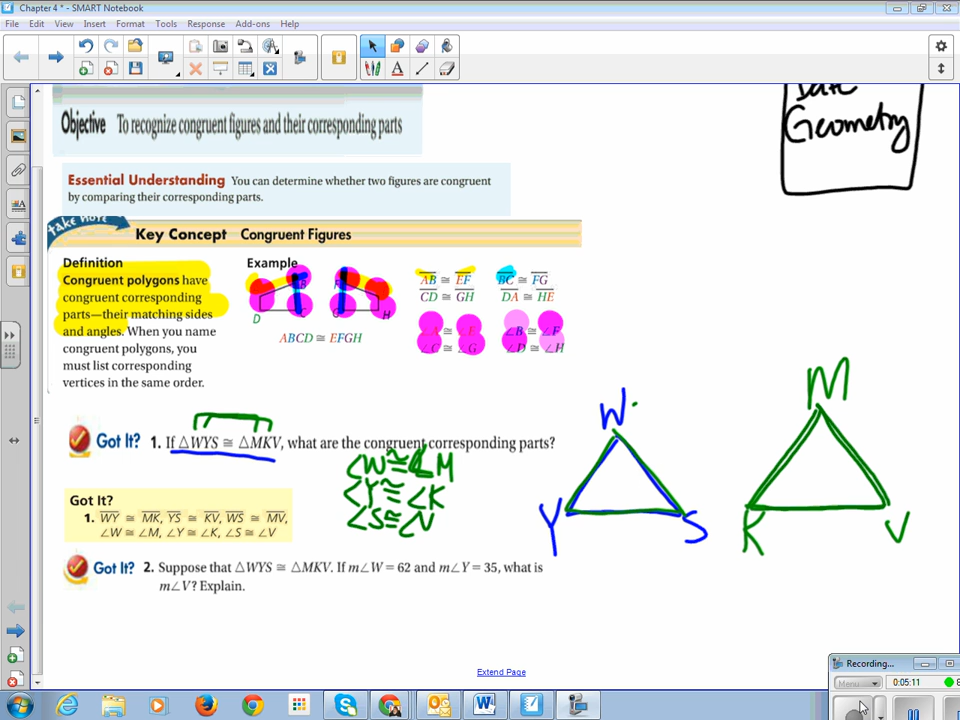 Chapter 4 * - SMART Notebook
File Edit View Insert Format Tools Response Add-ons Help
Date
Geometry
Objective To recognize congruent figures and their corresponding parts
Essential Understanding You can determine whether two figures are congruent
by comparing their corresponding parts.
take note
Key Concept Congruent Figures
Definition
Congruent polygons have
congruent corresponding
parts—their matching sides
and angles. When you name
congruent polygons, you
must list corresponding
vertices in the same order.
Example
B F
D C G H
ABCD ≅ EFGH
AB ≅ EF BC ≅ FG
CD ≅ GH DA ≅ HE
∠A ≅ ∠E ∠B ≅ ∠F
∠C ≅ ∠G ∠D ≅ ∠H
Got It? 1. If △WYS ≅ △MKV, what are the congruent corresponding parts?
∠W ≅ ∠M
∠Y ≅ ∠K
∠S ≅ ∠V
W
Y S
M
K V
Got It?
1. WY ≅ MK, YS ≅ KV, WS ≅ MV,
∠W ≅ ∠M, ∠Y ≅ ∠K, ∠S ≅ ∠V
Got It? 2. Suppose that △WYS ≅ △MKV. If m∠W = 62 and m∠Y = 35, what is
m∠V? Explain.
Extend Page
Recording...
Menu
0:05:11